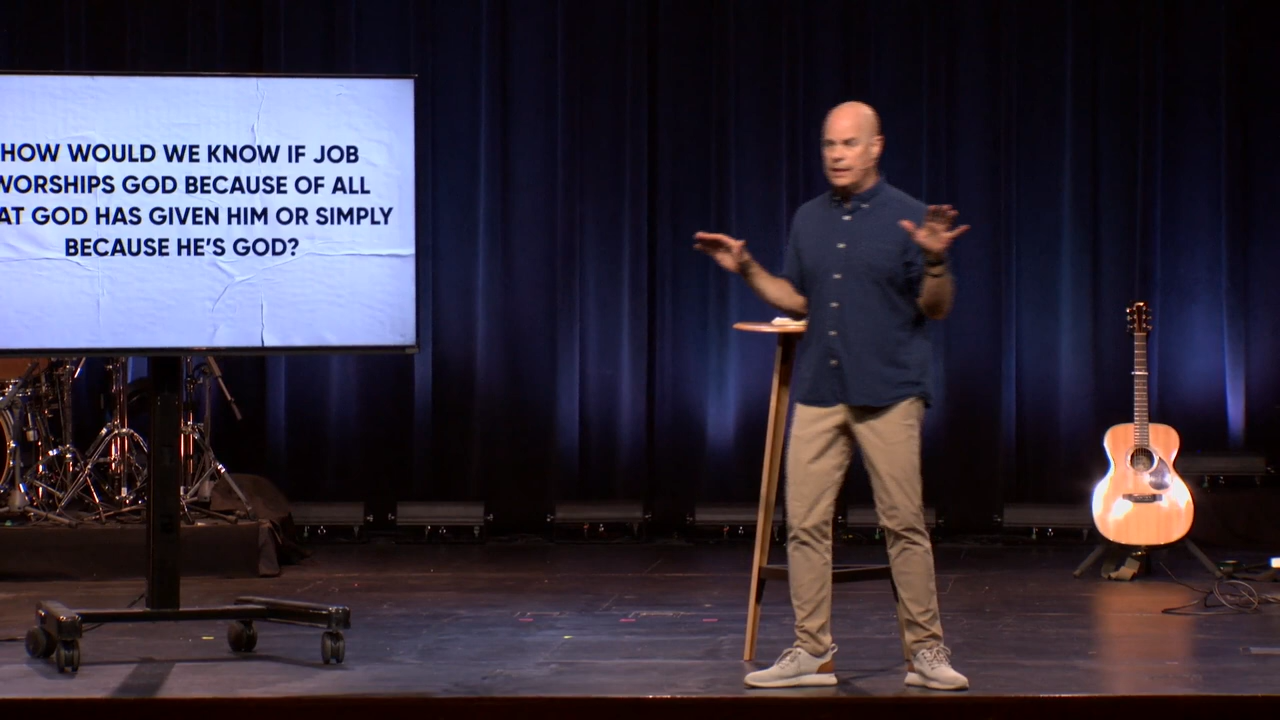 HOW WOULD WE KNOW IF JOB
WORSHIPS GOD BECAUSE OF ALL
AT GOD HAS GIVEN HIM OR SIMPLY
BECAUSE HE'S GOD?